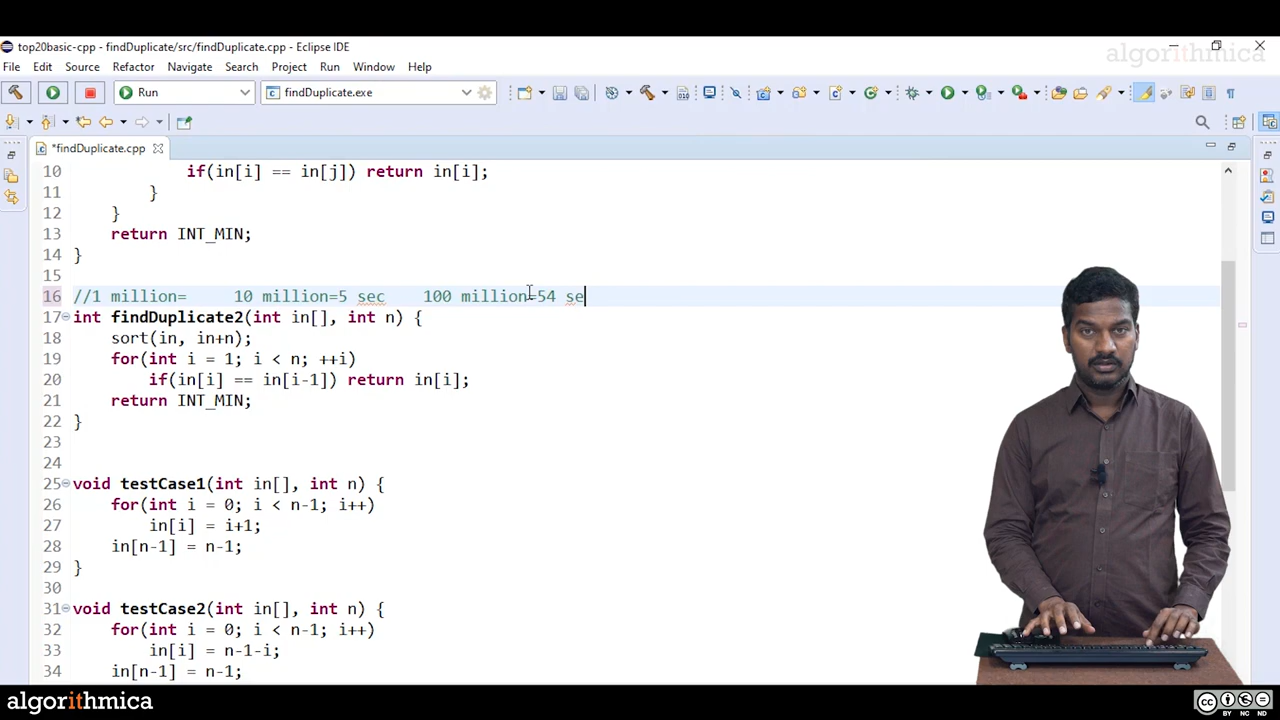 top20basic-cpp - findDuplicate/src/findDuplicate.cpp - Eclipse IDE
algorithmica
File Edit Source Refactor Navigate Search Project Run Window Help
Run findDuplicate.exe
*findDuplicate.cpp
10 if(in[i] == in[j]) return in[i];
11 }
12 }
13 return INT_MIN;
14 }
15
16 //1 million= 10 million=5 sec 100 million=54 se
17 int findDuplicate2(int in[], int n) {
18 sort(in, in+n);
19 for(int i = 1; i < n; ++i)
20 if(in[i] == in[i-1]) return in[i];
21 return INT_MIN;
22 }
23
24
25 void testCase1(int in[], int n) {
26 for(int i = 0; i < n-1; i++)
27 in[i] = i+1;
28 in[n-1] = n-1;
29 }
30
31 void testCase2(int in[], int n) {
32 for(int i = 0; i < n-1; i++)
33 in[i] = n-1-i;
34 in[n-1] = n-1;
algorithmica
cc BY NC ND